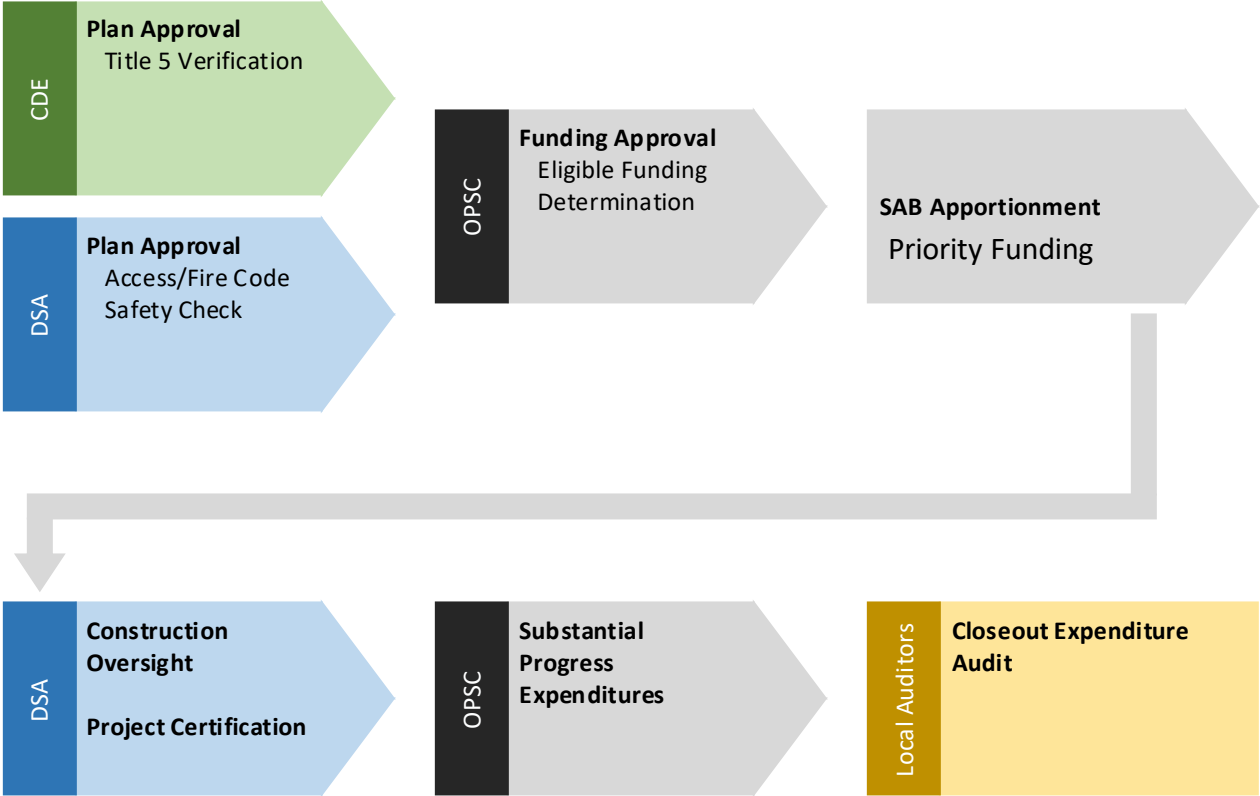 CDE
Plan Approval
Title 5 Verification
DSA
Plan Approval
Access/Fire Code
Safety Check
OPSC
Funding Approval
Eligible Funding
Determination
SAB Apportionment
Priority Funding
DSA
Construction
Oversight
Project Certification
OPSC
Substantial
Progress
Expenditures
Local Auditors
Closeout Expenditure
Audit